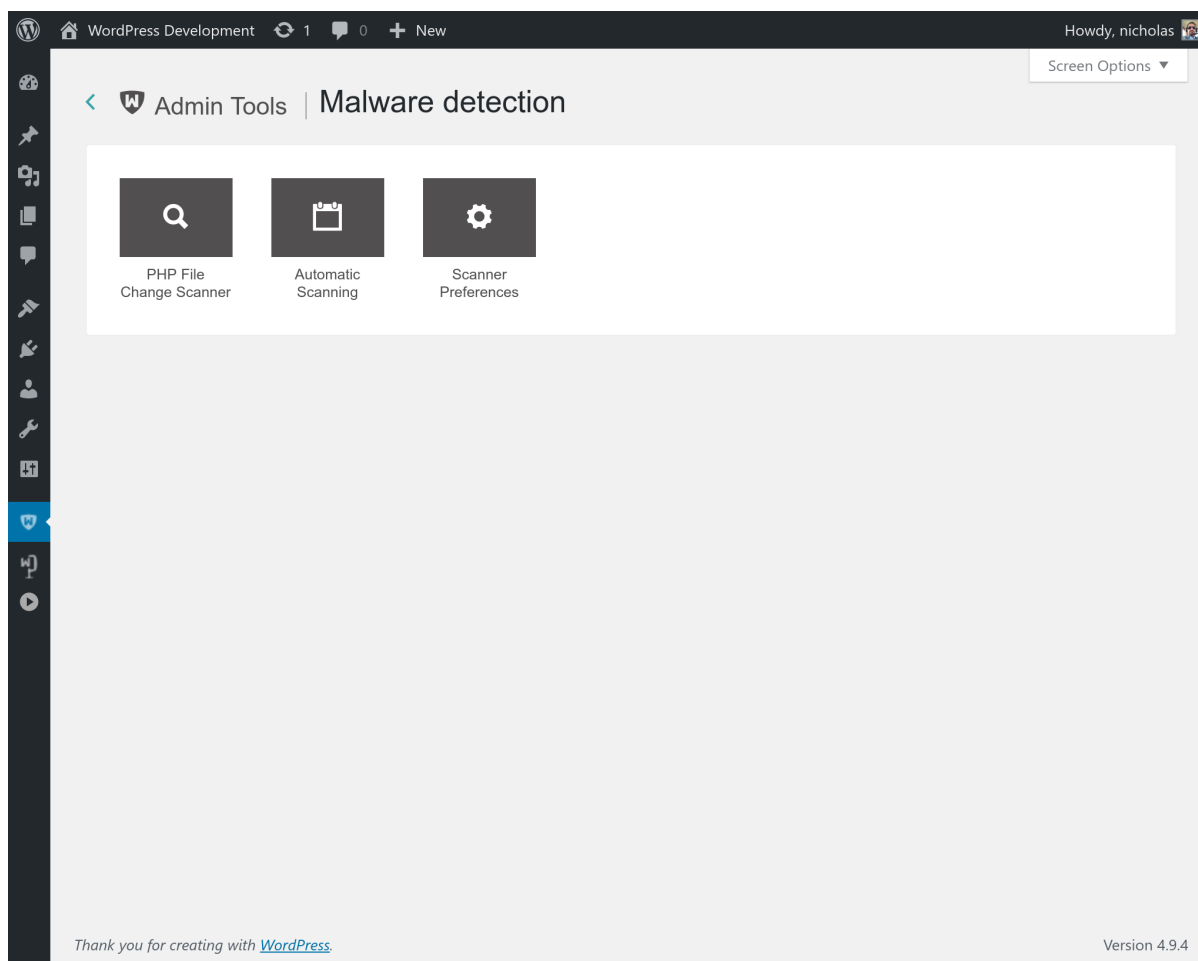 WordPress Development 1 0 New Howdy, nicholas
Screen Options ▼
Admin Tools | Malware detection
PHP File
Change Scanner
Automatic
Scanning
Scanner
Preferences
Thank you for creating with WordPress. Version 4.9.4